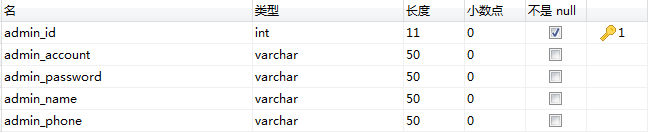 名 类型 长度 小数点 不是 null
admin_id int 11 0 1
admin_account varchar 50 0
admin_password varchar 50 0
admin_name varchar 50 0
admin_phone varchar 50 0